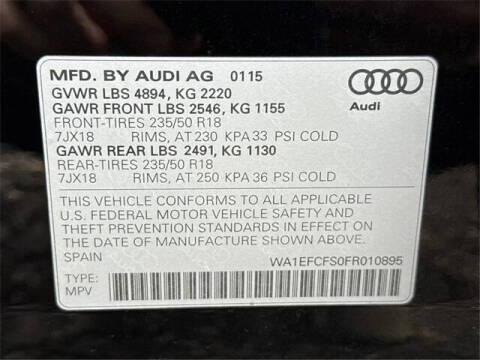 MFD. BY AUDI AG 0115
GVWR LBS 4894, KG 2220
GAWR FRONT LBS 2546, KG 1155
FRONT-TIRES 235/50 R18
7JX18 RIMS, AT 230 KPA 33 PSI COLD
GAWR REAR LBS 2491, KG 1130
REAR-TIRES 235/50 R18
7JX18 RIMS, AT 250 KPA 36 PSI COLD
Audi
THIS VEHICLE CONFORMS TO ALL APPLICABLE
U.S. FEDERAL MOTOR VEHICLE SAFETY AND
THEFT PREVENTION STANDARDS IN EFFECT ON
THE DATE OF MANUFACTURE SHOWN ABOVE.
SPAIN
WA1EFCFS0FR010895
TYPE:
MPV